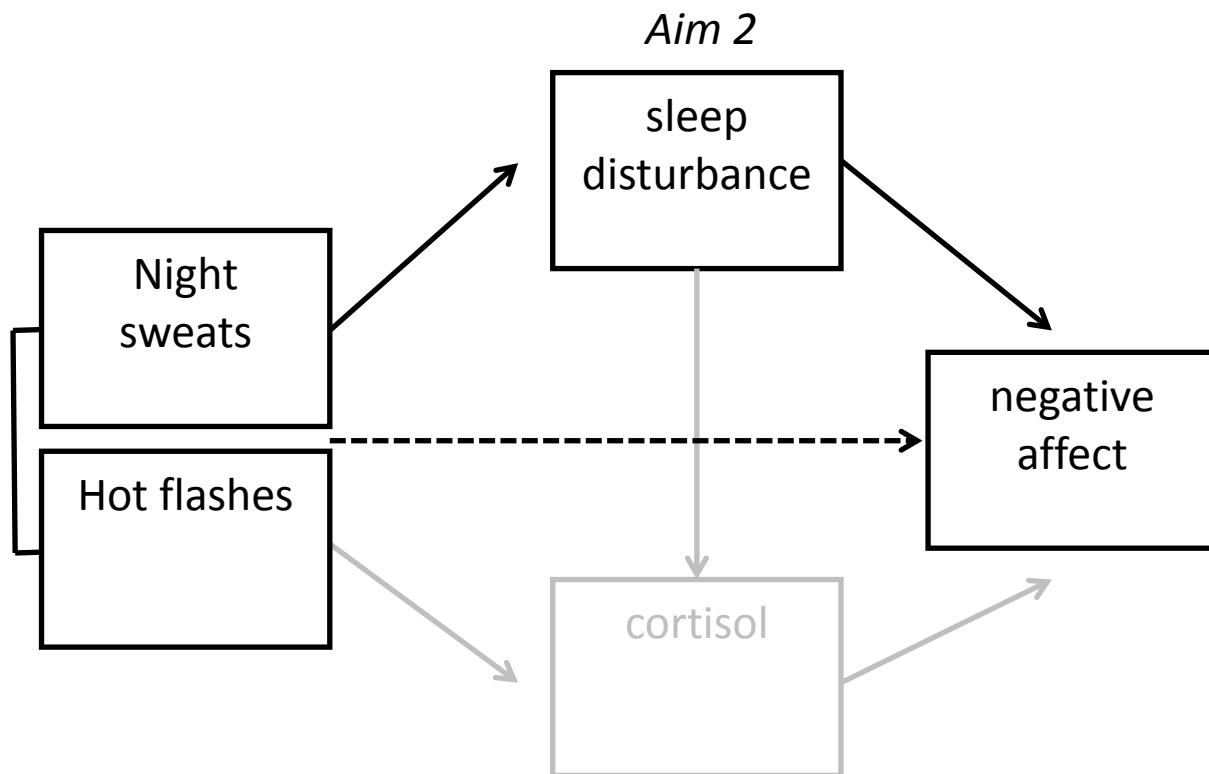 Aim 2
sleep
disturbance
Night
sweats
negative
affect
Hot flashes
cortisol